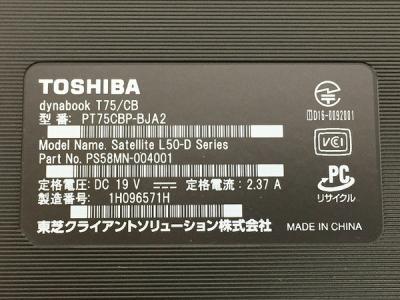 TOSHIBA
dynabook T75/CB
型 番: PT75CBP-BJA2
Model Name. Satellite L50-D Series
Part No. PS58MN-004001
定格電圧: DC 19 V 定格電流: 2.37 A
製造番号: 1H096571H
東芝クライアントソリューション株式会社
D16-0092001
VCCI
PC
リサイクル
MADE IN CHINA